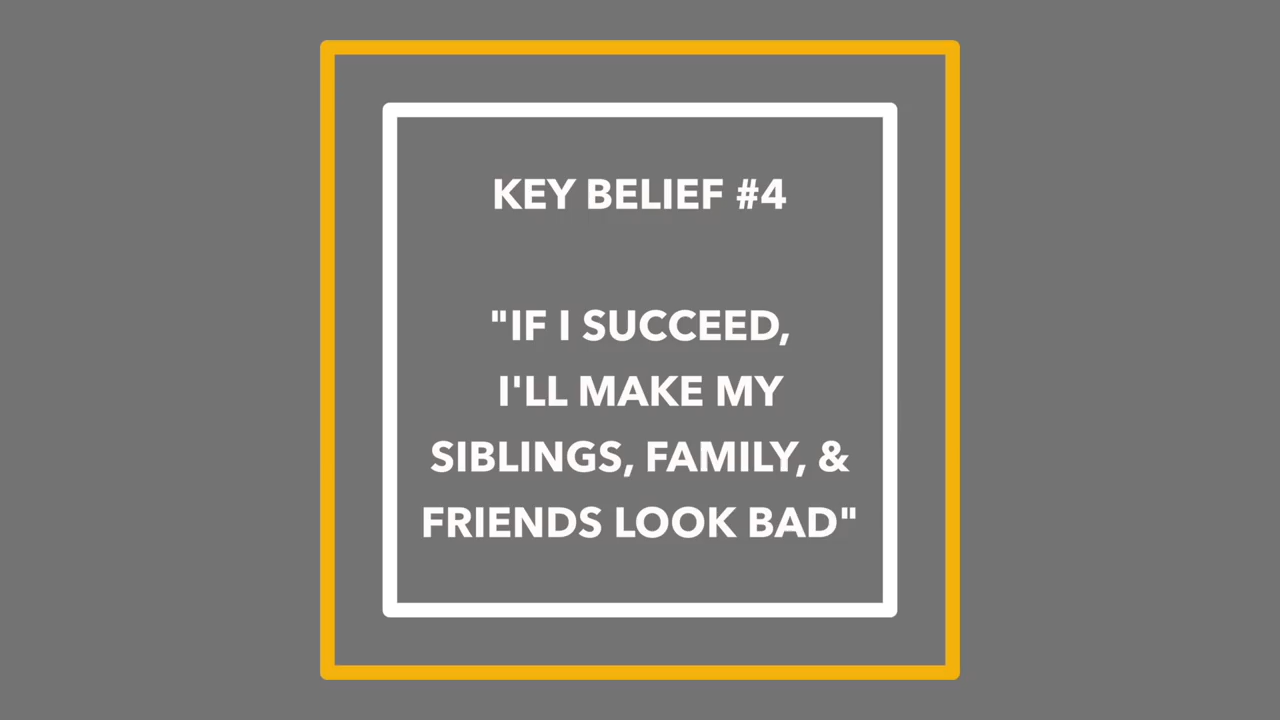 KEY BELIEF #4
"IF I SUCCEED,
I'LL MAKE MY
SIBLINGS, FAMILY, &
FRIENDS LOOK BAD"